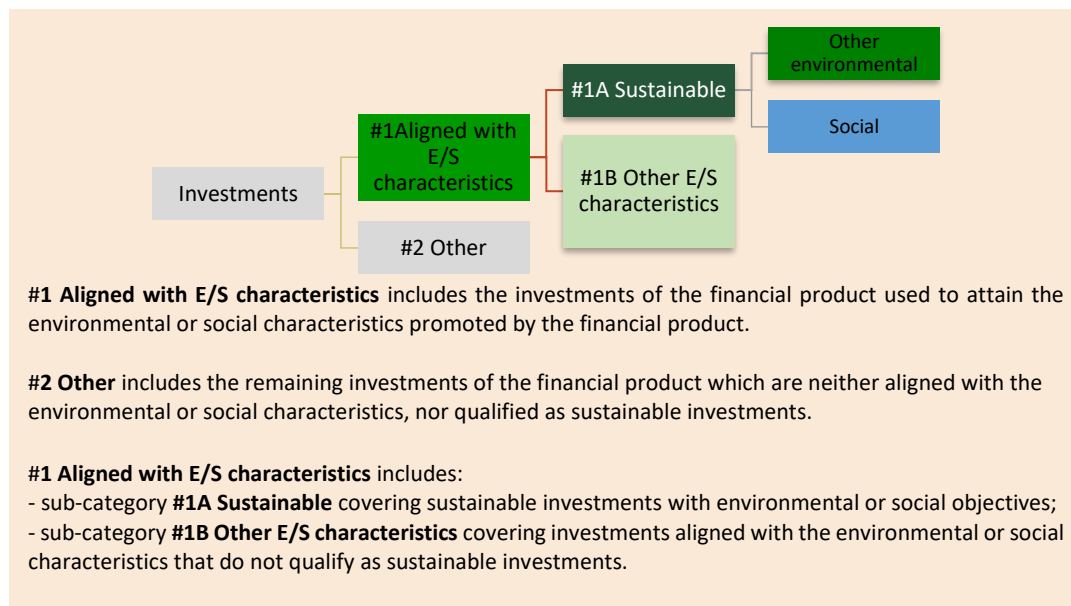 Other
environmental
#1A Sustainable
Social
#1Aligned with
E/S
characteristics
#1B Other E/S
characteristics
Investments
#2 Other
#1 Aligned with E/S characteristics includes the investments of the financial product used to attain the
environmental or social characteristics promoted by the financial product.
#2 Other includes the remaining investments of the financial product which are neither aligned with the
environmental or social characteristics, nor qualified as sustainable investments.
#1 Aligned with E/S characteristics includes:
- sub-category #1A Sustainable covering sustainable investments with environmental or social objectives;
- sub-category #1B Other E/S characteristics covering investments aligned with the environmental or social
characteristics that do not qualify as sustainable investments.